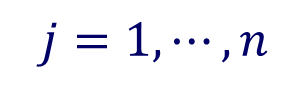 j = 1, ⋯ , n